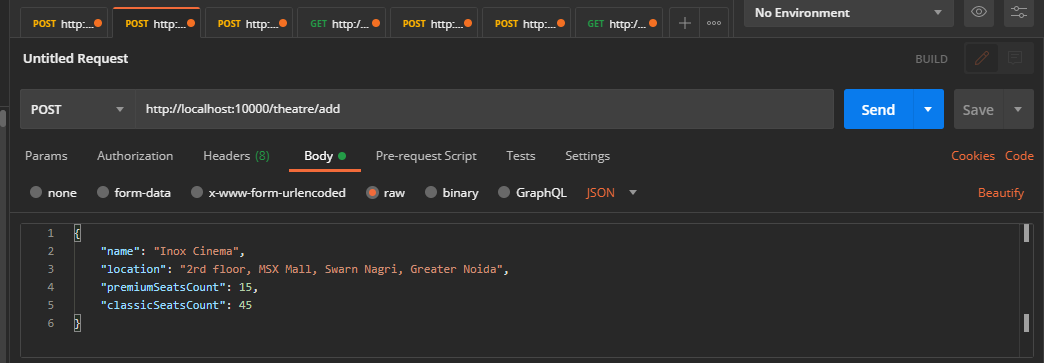 POST http:... POST http:... POST http:... GET http:/... POST http:... POST http:... GET http:/... No Environment
Untitled Request BUILD
POST http://localhost:10000/theatre/add Send Save
Params Authorization Headers (8) Body Pre-request Script Tests Settings Cookies Code
none form-data x-www-form-urlencoded raw binary GraphQL JSON Beautify
1 {
2 "name": "Inox Cinema",
3 "location": "2rd floor, MSX Mall, Swarn Nagri, Greater Noida",
4 "premiumSeatsCount": 15,
5 "classicSeatsCount": 45
6 }